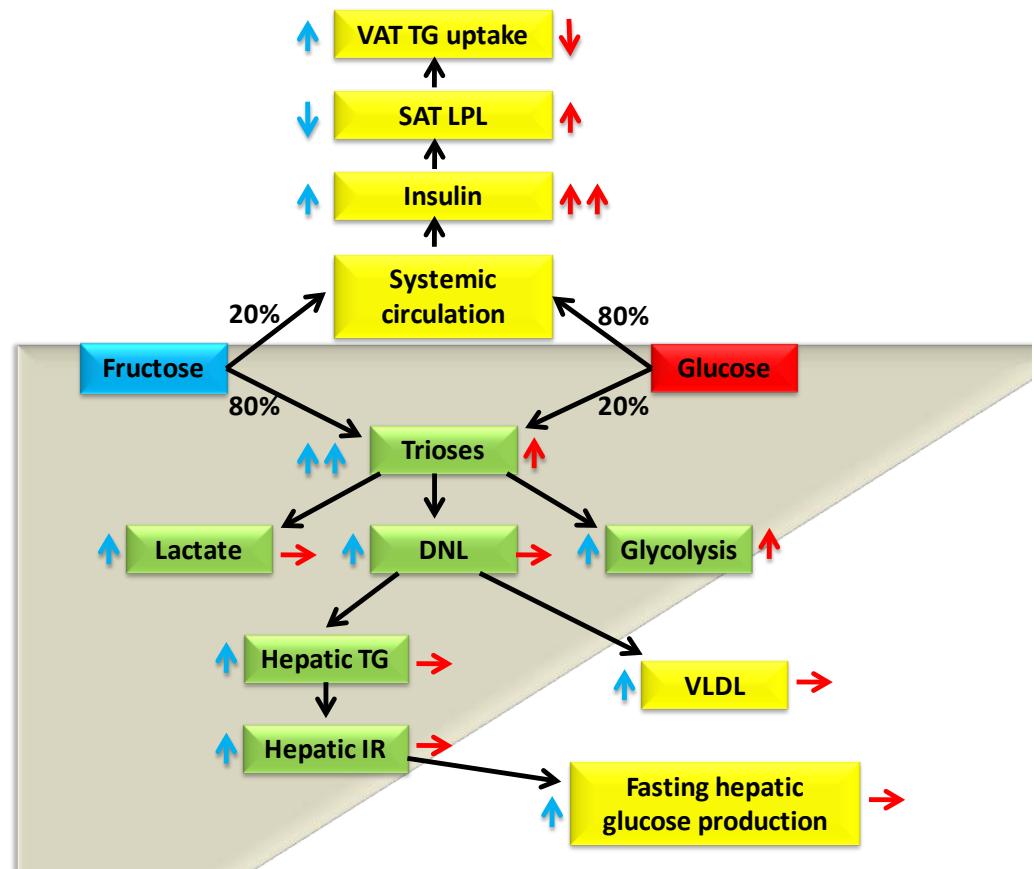 VAT TG uptake
SAT LPL
Insulin
Systemic
circulation
20%
80%
Fructose
Glucose
80%
20%
Trioses
Lactate
DNL
Glycolysis
Hepatic TG
VLDL
Hepatic IR
Fasting hepatic
glucose production